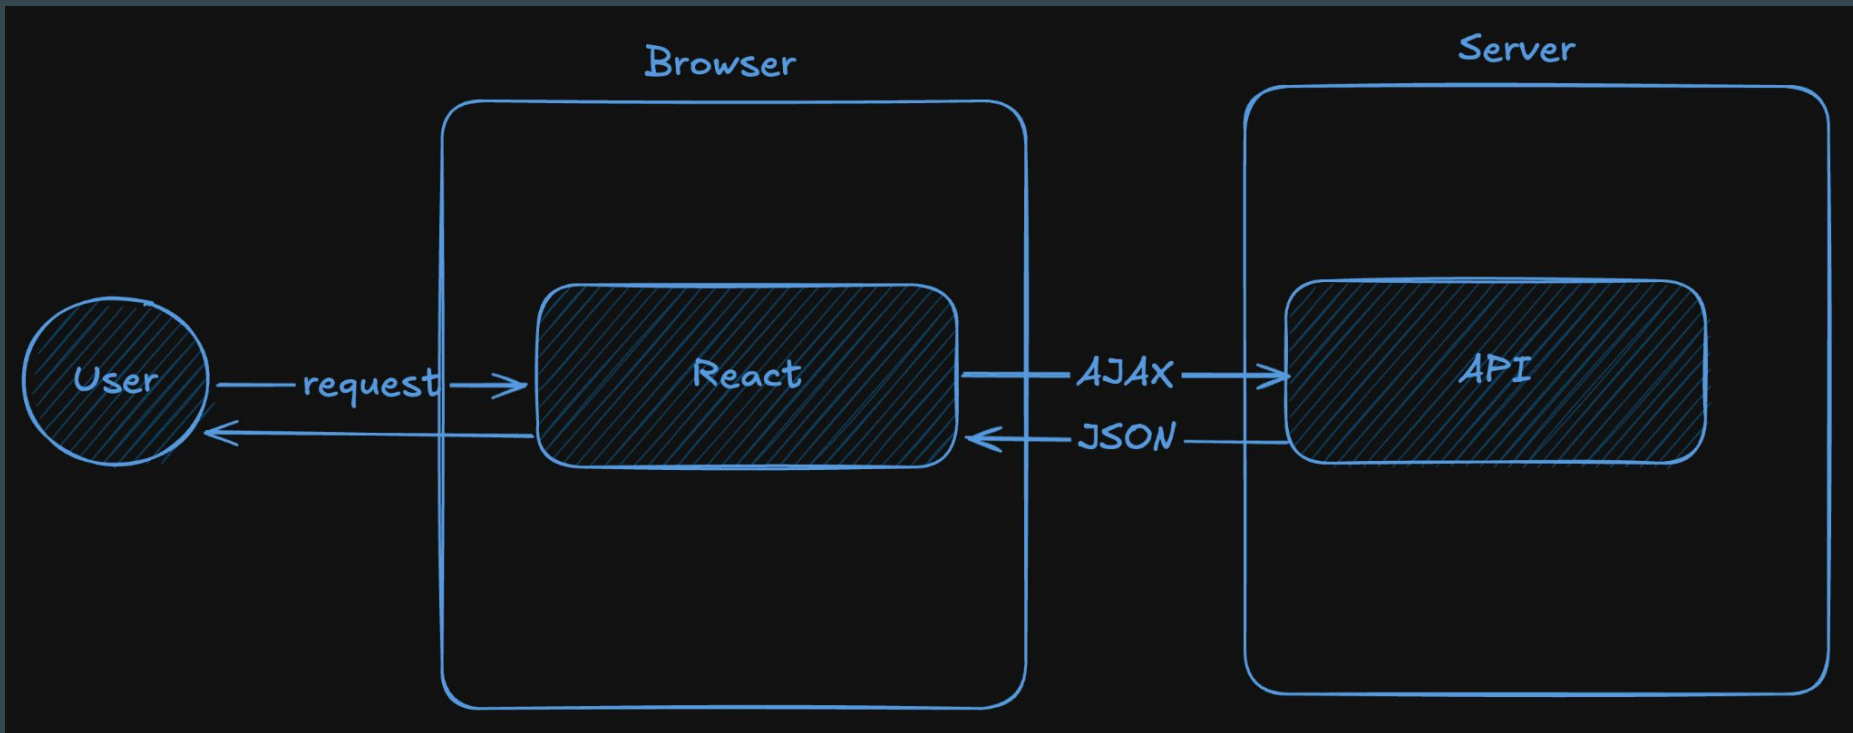 Browser
Server
User
request
React
AJAX
API
JSON